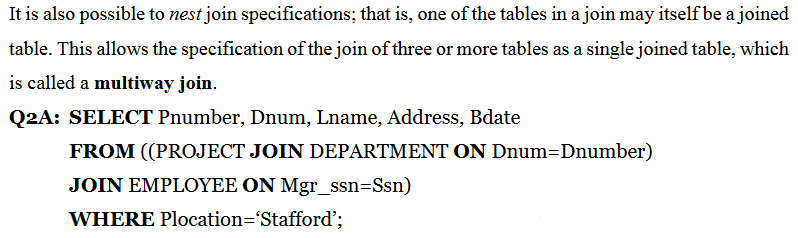 It is also possible to nest join specifications; that is, one of the tables in a join may itself be a joined
table. This allows the specification of the join of three or more tables as a single joined table, which
is called a multiway join.
Q2A: SELECT Pnumber, Dnum, Lname, Address, Bdate
FROM ((PROJECT JOIN DEPARTMENT ON Dnum=Dnumber)
JOIN EMPLOYEE ON Mgr_ssn=Ssn)
WHERE Plocation=‘Stafford’;